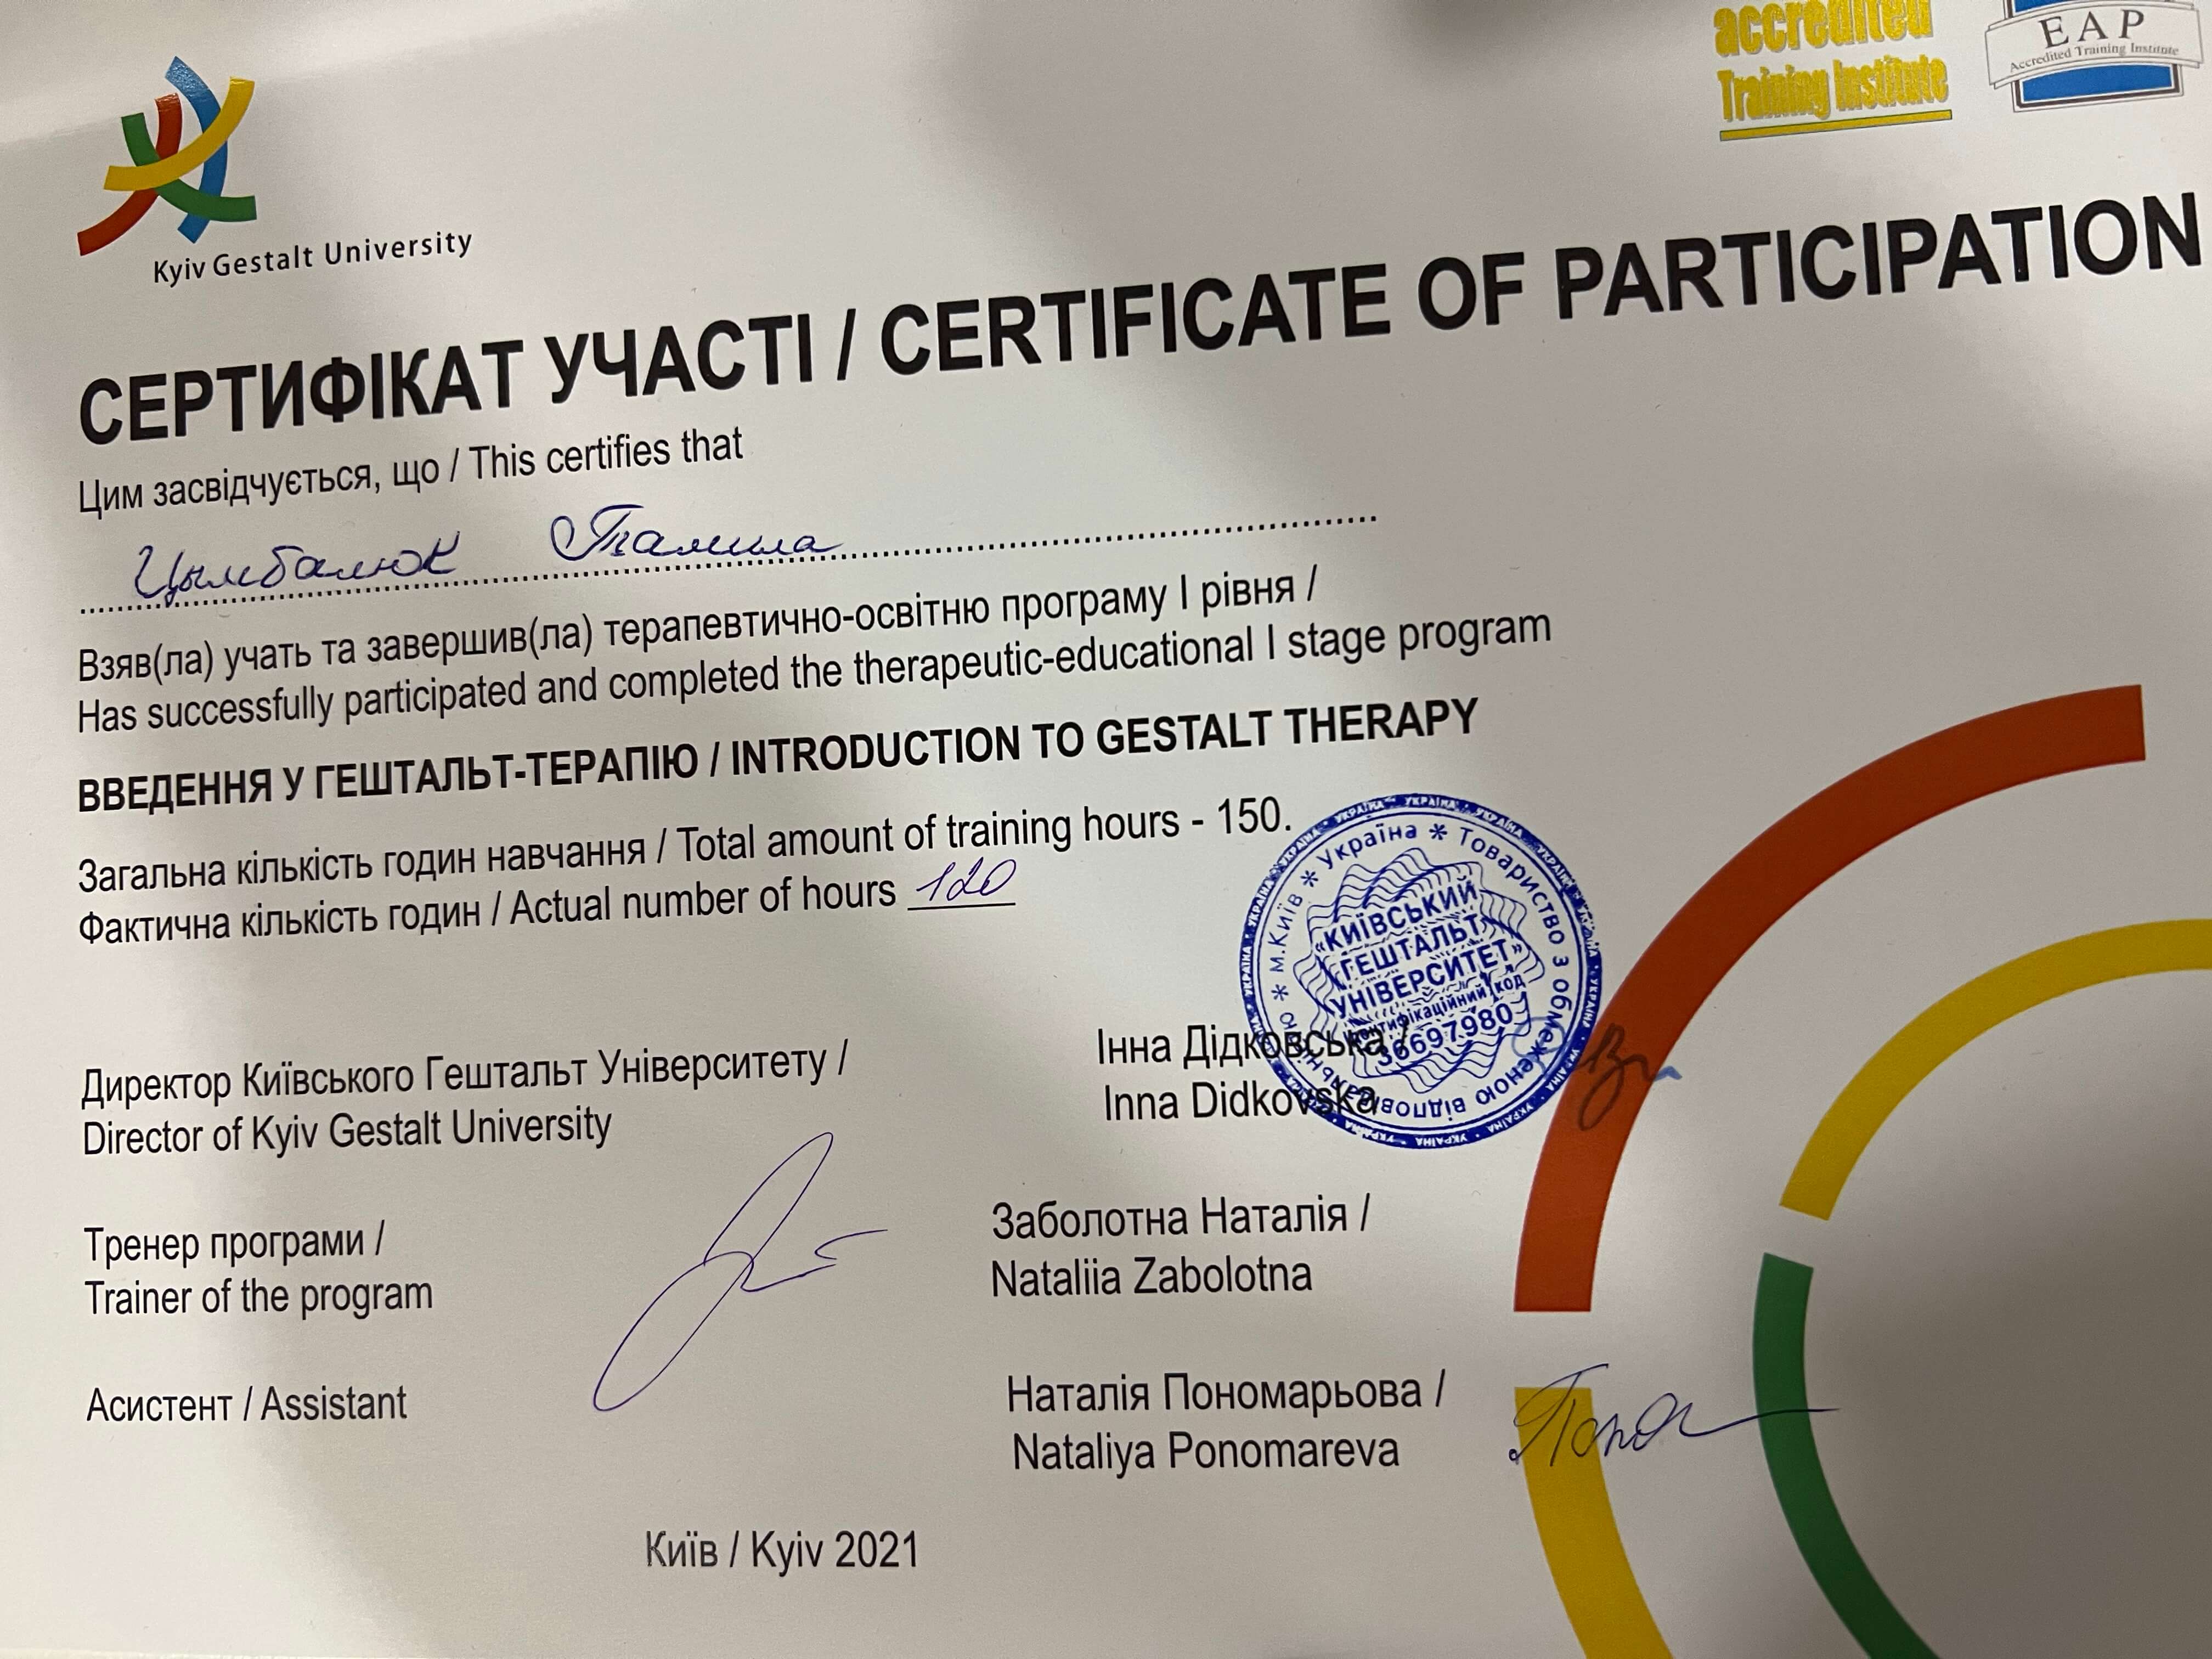 accredited
Training Institute
EAP
Accredited Training Institute
Kyiv Gestalt University
СЕРТИФІКАТ УЧАСТІ / CERTIFICATE OF PARTICIPATION
Цим засвідчується, що / This certifies that
Цымбалюк
Взяв(ла) учать та завершив(ла) терапевтично-освітню програму І рівня /
Has successfully participated and completed the therapeutic-educational I stage program
ВВЕДЕННЯ У ГЕШТАЛЬТ-ТЕРАПІЮ / INTRODUCTION TO GESTALT THERAPY
Загальна кількість годин навчання / Total amount of training hours - 150.
Фактична кількість годин / Actual number of hours 120
м.Київ * Україна * Товариство з обмеженою відповідальністю *
«КИЇВСЬКИЙ
ГЕШТАЛЬТ
УНІВЕРСИТЕТ»
ідентифікаційний код
36697980
Директор Київського Гештальт Університету /
Director of Kyiv Gestalt University
Інна Дідковська /
Inna Didkovska
Тренер програми /
Trainer of the program
Заболотна Наталія /
Nataliia Zabolotna
Асистент / Assistant
Наталія Пономарьова /
Nataliya Ponomareva
Київ / Kyiv 2021